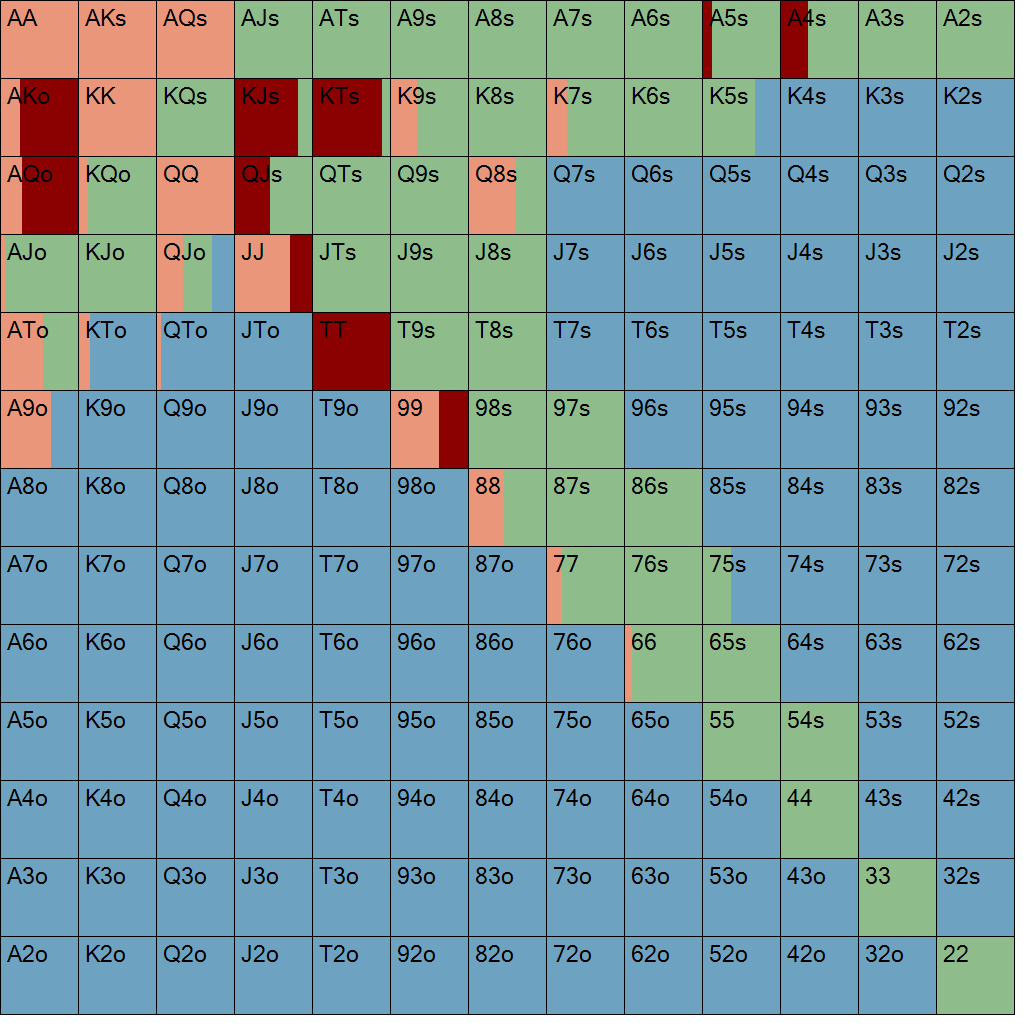 AA AKs AQs AJs ATs A9s A8s A7s A6s A5s A4s A3s A2s
AKo KK KQs KJs KTs K9s K8s K7s K6s K5s K4s K3s K2s
AQo KQo QQ QJs QTs Q9s Q8s Q7s Q6s Q5s Q4s Q3s Q2s
AJo KJo QJo JJ JTs J9s J8s J7s J6s J5s J4s J3s J2s
ATo KTo QTo JTo TT T9s T8s T7s T6s T5s T4s T3s T2s
A9o K9o Q9o J9o T9o 99 98s 97s 96s 95s 94s 93s 92s
A8o K8o Q8o J8o T8o 98o 88 87s 86s 85s 84s 83s 82s
A7o K7o Q7o J7o T7o 97o 87o 77 76s 75s 74s 73s 72s
A6o K6o Q6o J6o T6o 96o 86o 76o 66 65s 64s 63s 62s
A5o K5o Q5o J5o T5o 95o 85o 75o 65o 55 54s 53s 52s
A4o K4o Q4o J4o T4o 94o 84o 74o 64o 54o 44 43s 42s
A3o K3o Q3o J3o T3o 93o 83o 73o 63o 53o 43o 33 32s
A2o K2o Q2o J2o T2o 92o 82o 72o 62o 52o 42o 32o 22